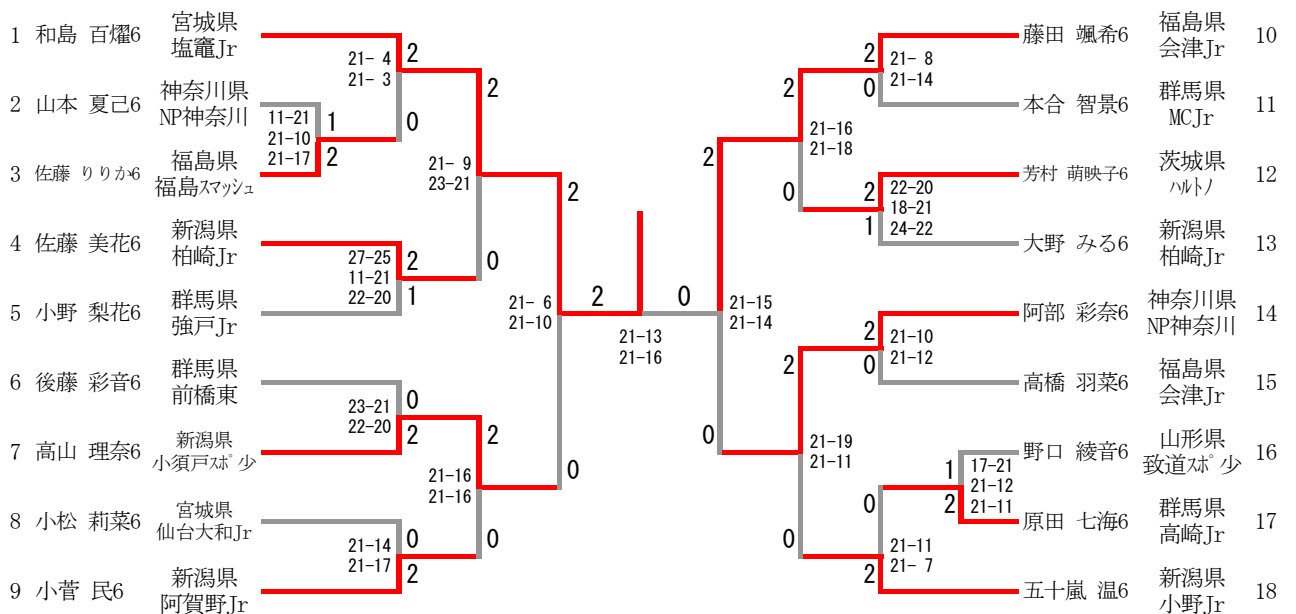 1 和島 百燿6 宮城県
塩竈Jr
2 山本 夏己6 神奈川県
NP神奈川
3 佐藤 りりか6 福島県
福島スマッシュ
4 佐藤 美花6 新潟県
柏崎Jr
5 小野 梨花6 群馬県
強戸Jr
6 後藤 彩音6 群馬県
前橋東
7 高山 理奈6 新潟県
小須戸スポ少
8 小松 莉菜6 宮城県
仙台大和Jr
9 小菅 民6 新潟県
阿賀野Jr
21- 4
21- 3
2
0
11-21
21-10
21-17
1
2
27-25
11-21
22-20
2
1
23-21
22-20
0
2
21-14
21-17
0
2
21- 9
23-21
2
0
21-16
21-16
2
0
21- 6
21-10
2
0
2
0
21-13
21-16
21-15
21-14
2
0
21-16
21-18
2
0
21-19
21-11
2
0
21- 8
21-14
2
0
22-20
18-21
24-22
2
1
21-10
21-12
2
0
17-21
21-12
21-11
1
2
21-11
21- 7
0
2
藤田 颯希6 福島県 10
会津Jr
本合 智景6 群馬県 11
MCJr
芳村 萌映子6 茨城県 12
ハルトノ
大野 みる6 新潟県 13
柏崎Jr
阿部 彩奈6 神奈川県 14
NP神奈川
高橋 羽菜6 福島県 15
会津Jr
野口 綾音6 山形県 16
致道スポ少
原田 七海6 群馬県 17
高崎Jr
五十嵐 温6 新潟県 18
小野Jr